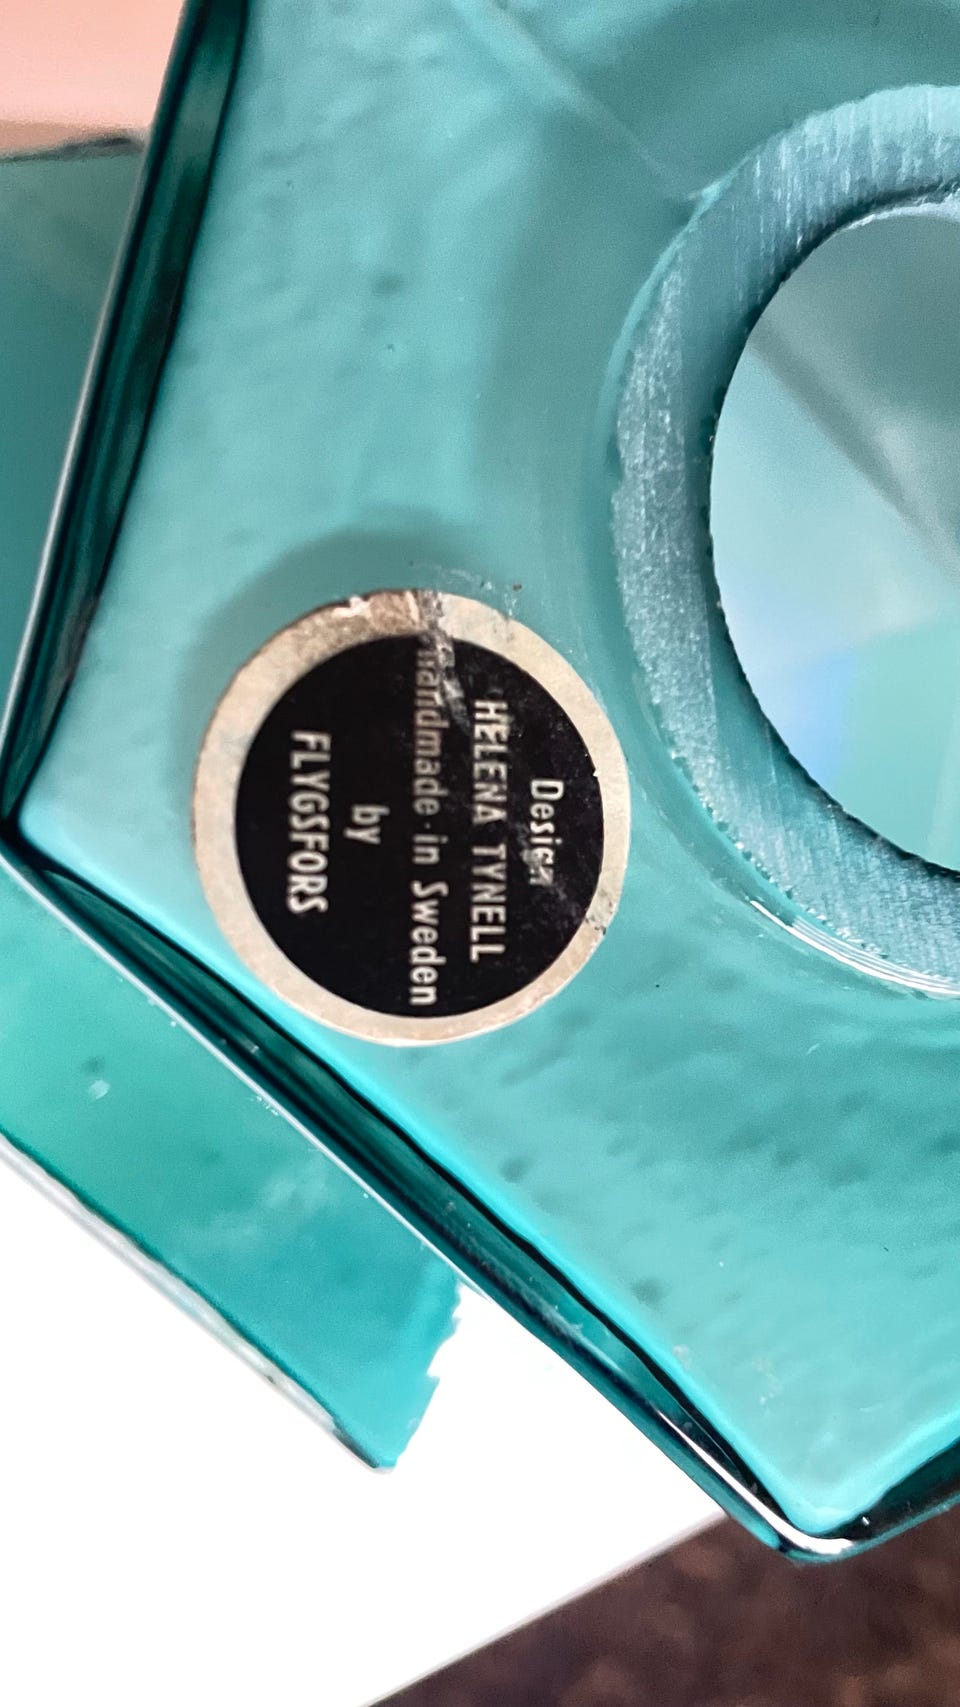 Design
HELENA TYNELL
Handmade in Sweden
by
FLYGSFORS